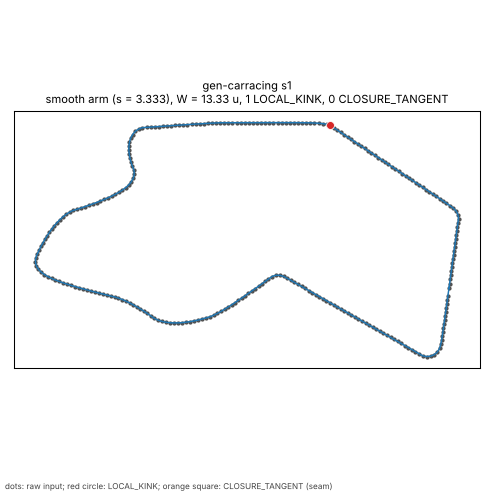 gen-carracing s1
smooth arm (s = 3.333), W = 13.33 u, 1 LOCAL_KINK, 0 CLOSURE_TANGENT
dots: raw input; red circle: LOCAL_KINK; orange square: CLOSURE_TANGENT (seam)